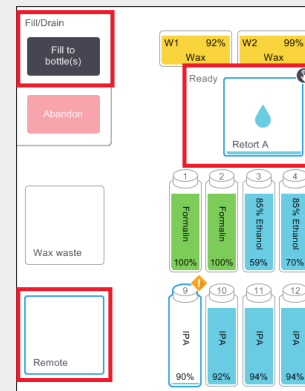 Fill/Drain
Fill to
bottle(s)
Abandon
Wax waste
Remote
W1 92%
Wax
W2 99%
Wax
Ready
Retort A
1
Formalin
100%
2
Formalin
100%
3
85% Ethanol
59%
4
85% Ethanol
70%
9
!
IPA
90%
10
IPA
92%
11
IPA
94%
12
IPA
94%